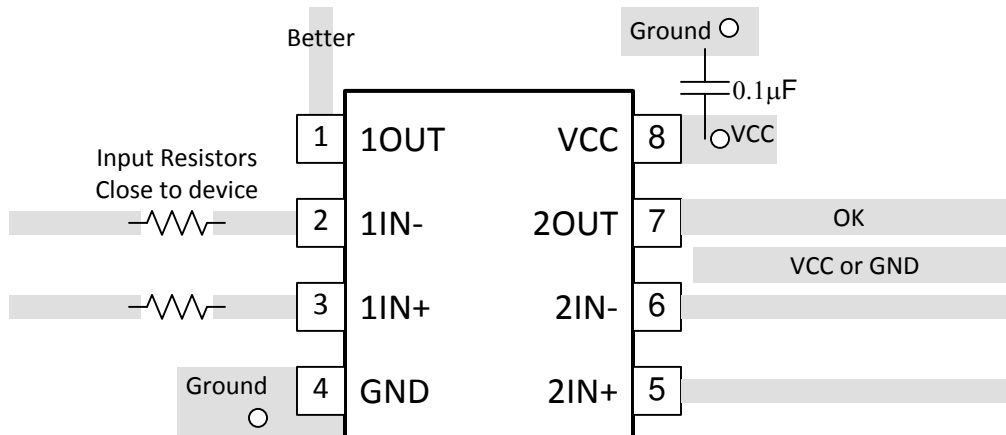 Better
Ground
0.1µF
1
1OUT
VCC
8
VCC
Input Resistors
Close to device
2
1IN-
2OUT
7
OK
VCC or GND
3
1IN+
2IN-
6
Ground
4
GND
2IN+
5